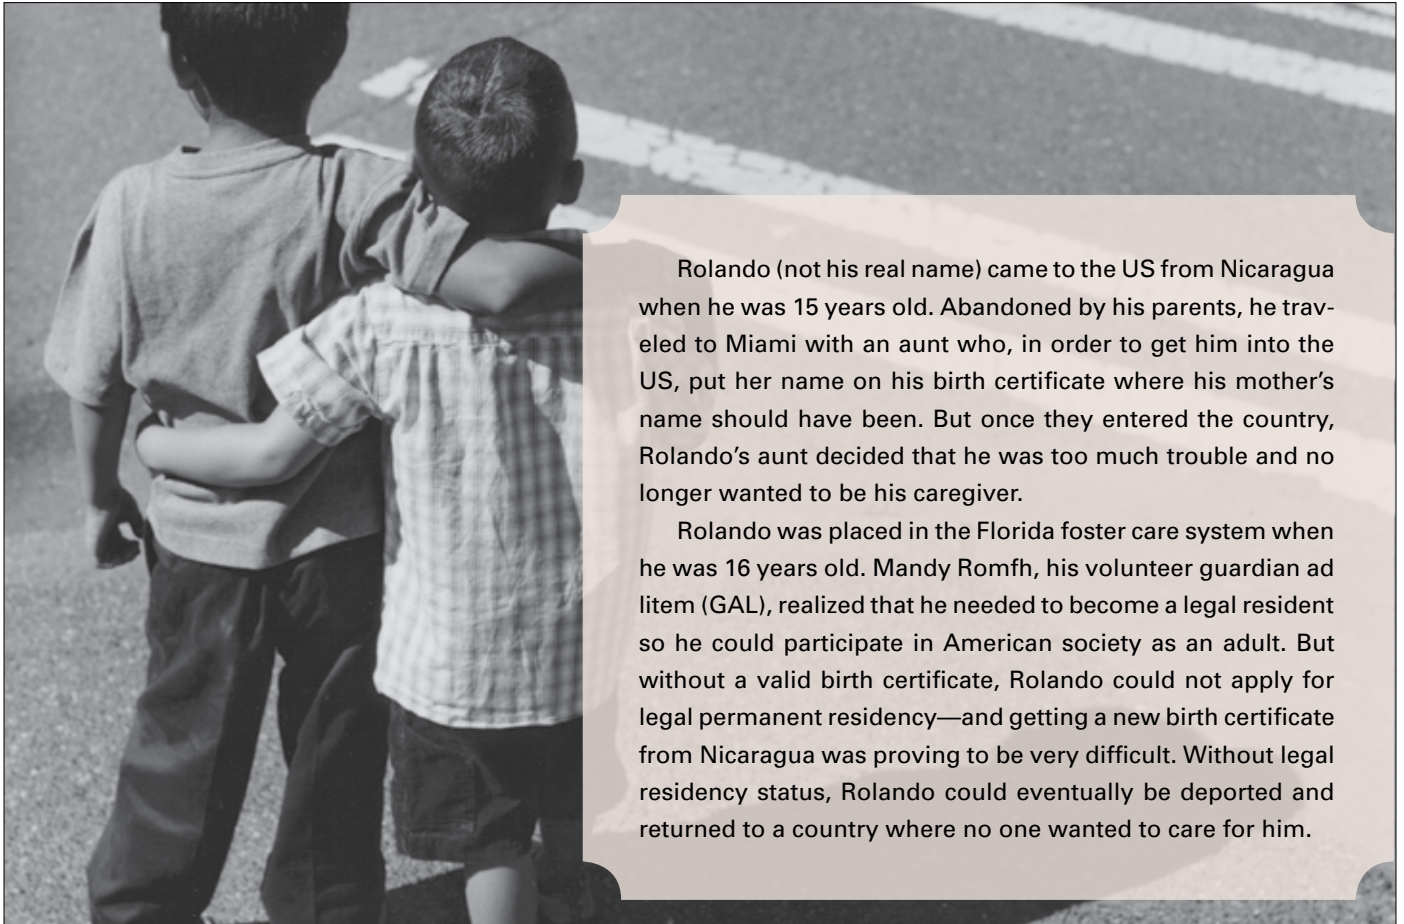 Rolando (not his real name) came to the US from Nicaragua
when he was 15 years old. Abandoned by his parents, he trav-
eled to Miami with an aunt who, in order to get him into the
US, put her name on his birth certificate where his mother’s
name should have been. But once they entered the country,
Rolando’s aunt decided that he was too much trouble and no
longer wanted to be his caregiver.
Rolando was placed in the Florida foster care system when
he was 16 years old. Mandy Romfh, his volunteer guardian ad
litem (GAL), realized that he needed to become a legal resident
so he could participate in American society as an adult. But
without a valid birth certificate, Rolando could not apply for
legal permanent residency—and getting a new birth certificate
from Nicaragua was proving to be very difficult. Without legal
residency status, Rolando could eventually be deported and
returned to a country where no one wanted to care for him.